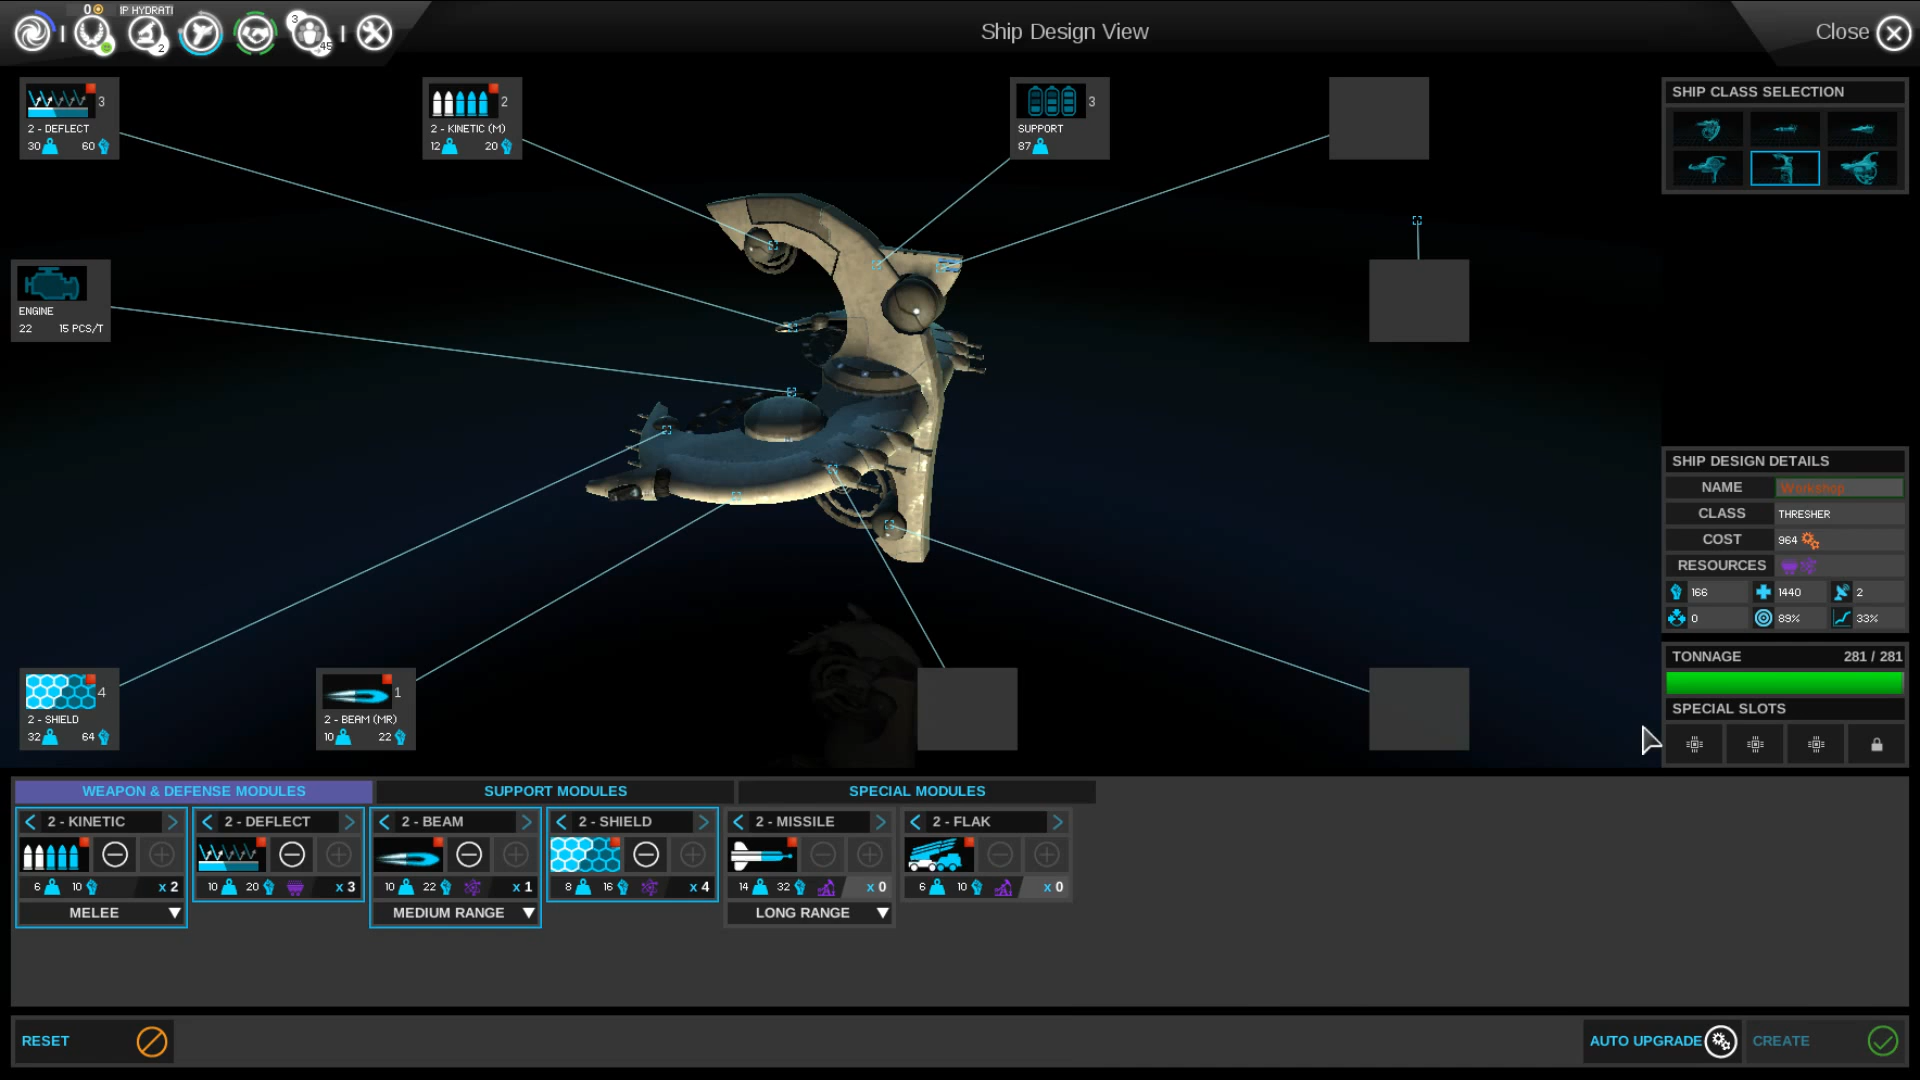 0
IP HYDRATI
Ship Design View
Close
2
3
45
3
2 - DEFLECT
30 60
2
2 - KINETIC (M)
12 20
3
SUPPORT
87
ENGINE
22 15 PCS/T
4
2 - SHIELD
32 64
1
2 - BEAM (MR)
10 22
SHIP CLASS SELECTION
SHIP DESIGN DETAILS
NAME Workshop
CLASS THRESHER
COST 964
RESOURCES
166 1440 2
0 89% 33%
TONNAGE 281 / 281
SPECIAL SLOTS
WEAPON & DEFENSE MODULES
SUPPORT MODULES
SPECIAL MODULES
2 - KINETIC
6 10 x 2
MELEE
2 - DEFLECT
10 20 x 3
2 - BEAM
10 22 x 1
MEDIUM RANGE
2 - SHIELD
8 16 x 4
2 - MISSILE
14 32 x 0
LONG RANGE
2 - FLAK
6 10 x 0
RESET
AUTO UPGRADE
CREATE